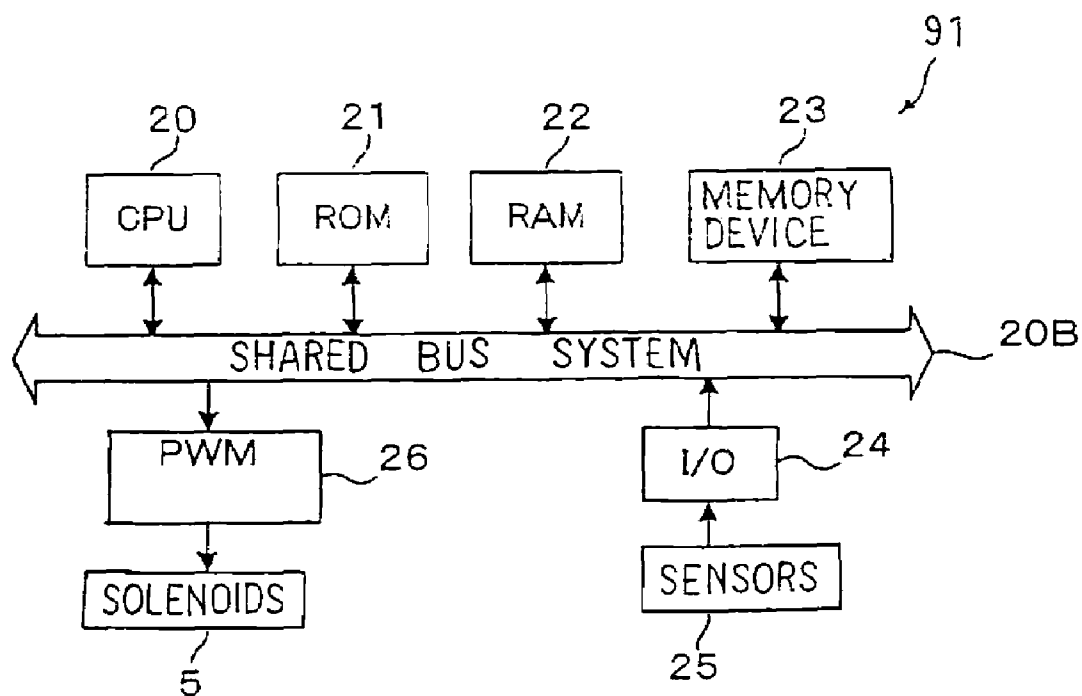 91
20 21 22 23
CPU ROM RAM MEMORY
DEVICE
SHARED BUS SYSTEM 20B
PWM 26 I/O 24
SOLENOIDS SENSORS
5 25